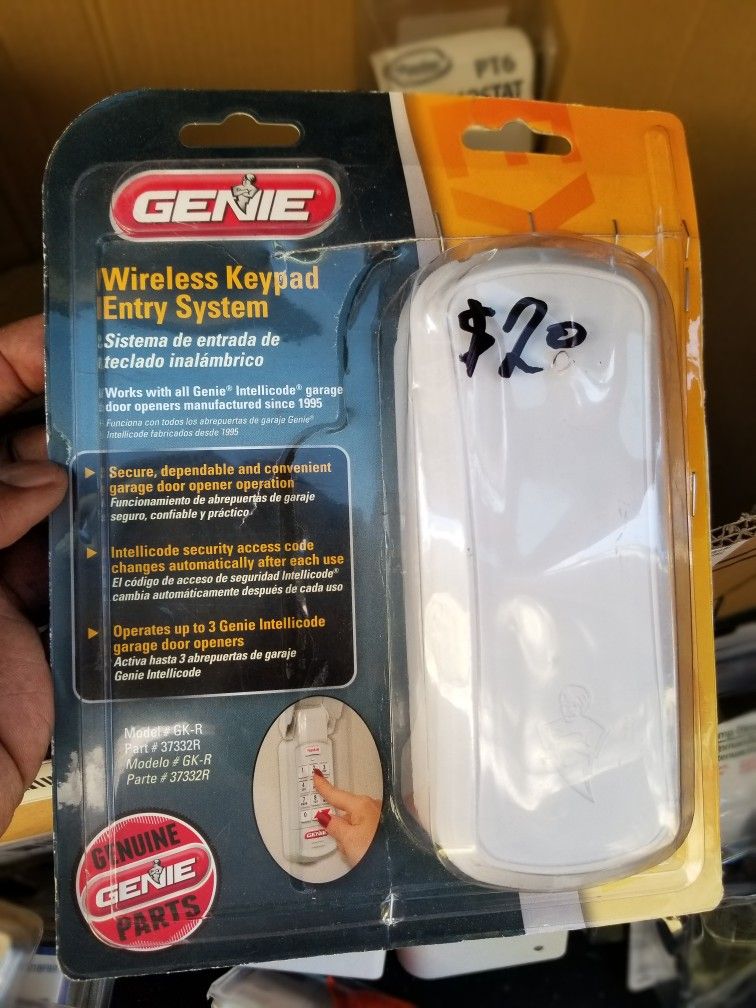 PT6
OSTAT
GENIE
Wireless Keypad
Entry System
Sistema de entrada de
teclado inalámbrico
Works with all Genie® Intellicode® garage
door openers manufactured since 1995
Funciona con todos los abrepuertas de garaja Genie®
Intellicode fabricados desde 1995
Secure, dependable and convenient
garage door opener operation
Funcionamiento de abrepuertas de garaje
seguro, confiable y práctico
Intellicode security access code
changes automatically after each use
El código de acceso de seguridad Intellicode®
cambia automáticamente después de cada uso
Operates up to 3 Genie Intellicode
garage door openers
Activa hasta 3 abrepuertas de garaje
Genie Intellicode
Model # GK-R
Part # 37332R
Modelo # GK-R
Parte # 37332R
GENUINE
GENIE
PARTS
GENIE
$20